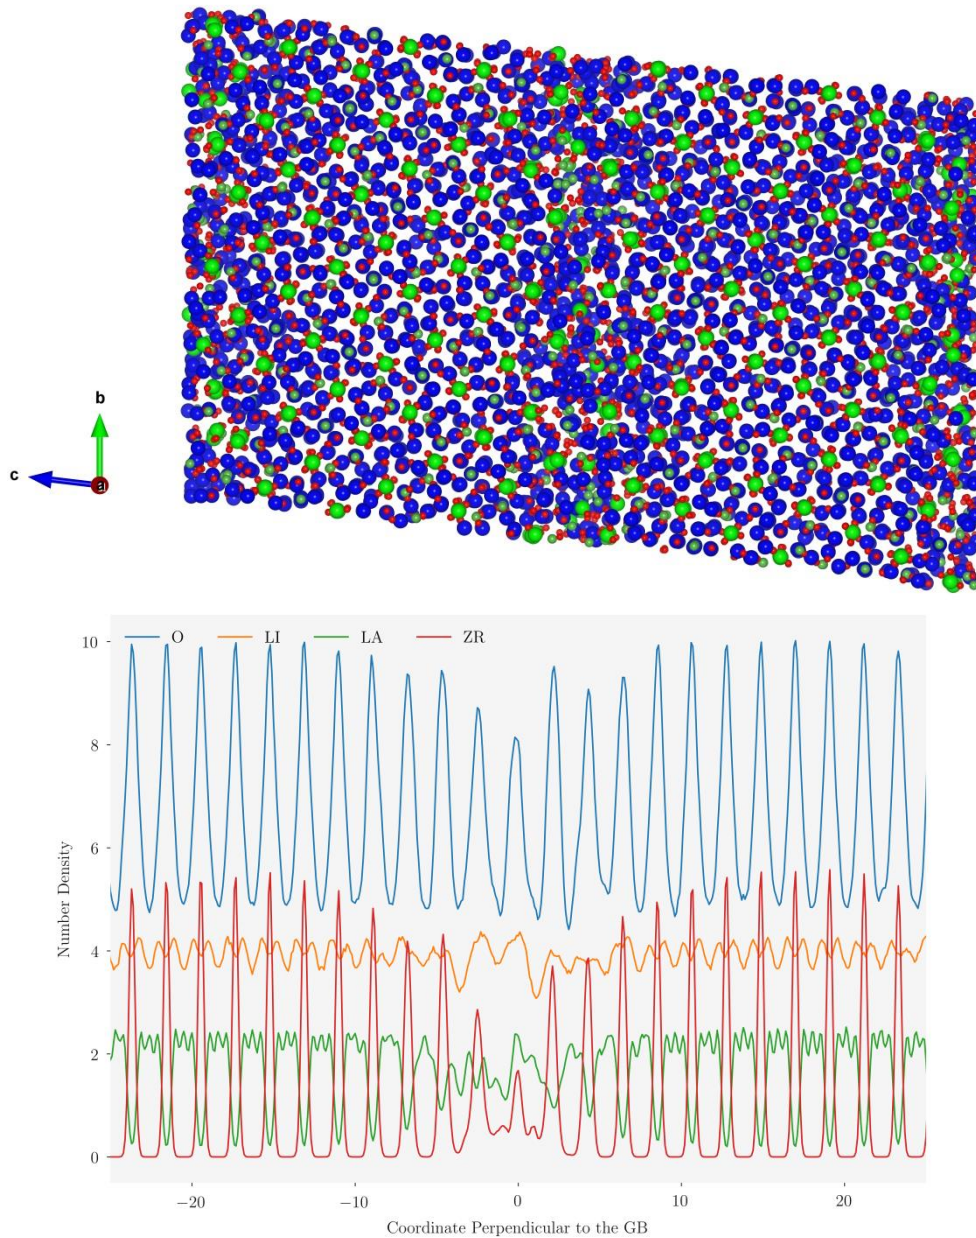 b
c
a
O LI LA ZR
10
8
6
4
2
0
Number Density
−20 −10 0 10 20
Coordinate Perpendicular to the GB